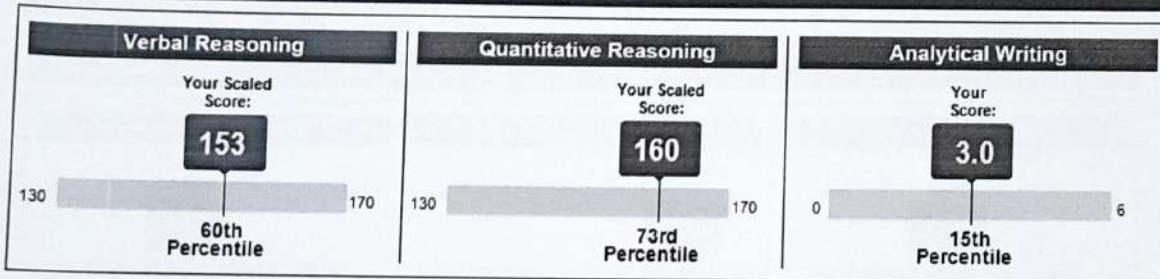 Verbal Reasoning
Your Scaled
Score:
153
130
170
60th
Percentile
Quantitative Reasoning
Your Scaled
Score:
160
130
170
73rd
Percentile
Analytical Writing
Your
Score:
3.0
0
6
15th
Percentile